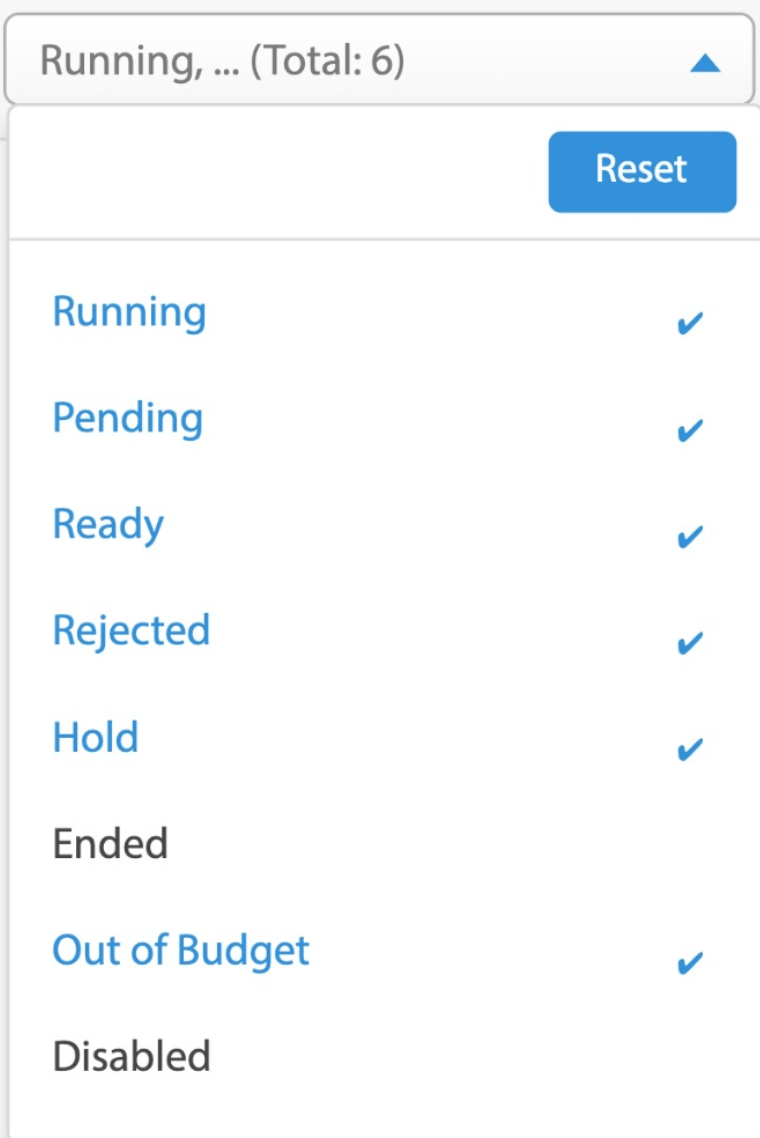 Running, ... (Total: 6)
Reset
Running
Pending
Ready
Rejected
Hold
Ended
Out of Budget
Disabled